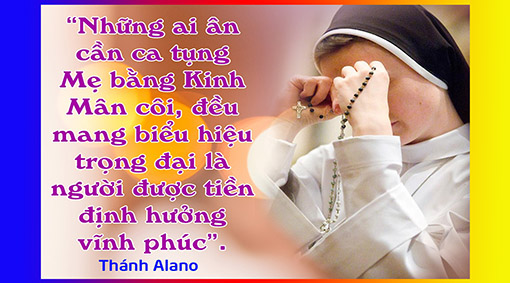 “Những ai ân
cần ca tụng
Mẹ bằng Kinh
Mân côi, đều
mang biểu hiệu
trọng đại là
người được tiền
định hưởng
vĩnh phúc”.
Thánh Alano